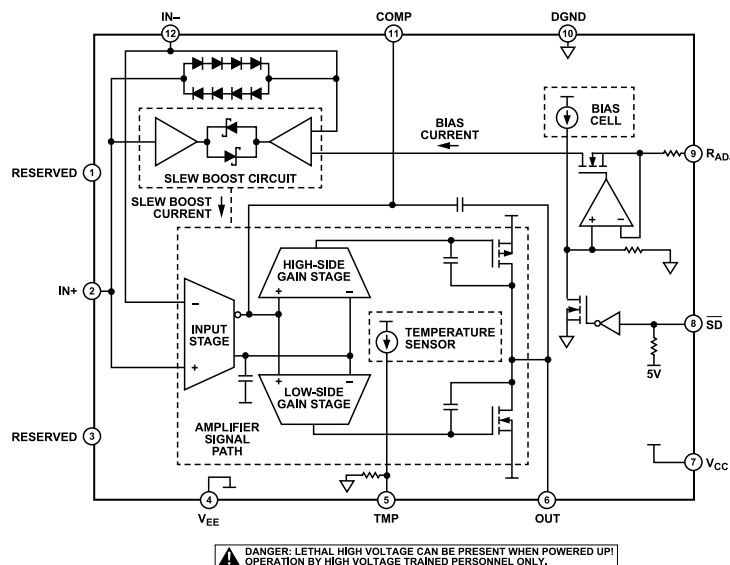 IN–
COMP
DGND
12
11
10
BIAS
CELL
BIAS
CURRENT
9
R_AD
SLEW BOOST CIRCUIT
RESERVED 1
SLEW BOOST
CURRENT
+ –
HIGH-SIDE
GAIN STAGE
+ –
IN+ 2
–
INPUT
STAGE
+
TEMPERATURE
SENSOR
8 SD
5V
+ –
LOW-SIDE
GAIN STAGE
AMPLIFIER
SIGNAL
PATH
RESERVED 3
7 VCC
4
5
6
VEE
TMP
OUT
DANGER: LETHAL HIGH VOLTAGE CAN BE PRESENT WHEN POWERED UP!
OPERATION BY HIGH VOLTAGE TRAINED PERSONNEL ONLY.